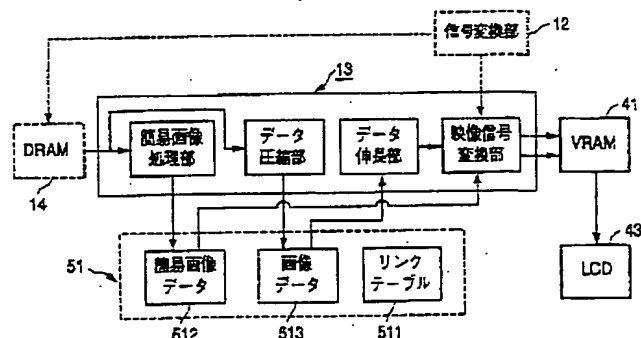 信号変換部
12
13
41
DRAM
14
簡易画像
処理部
データ
圧縮部
データ
伸長部
映像信号
変換部
VRAM
43
LCD
51
簡易画像
データ
512
画像
データ
513
リンク
テーブル
511